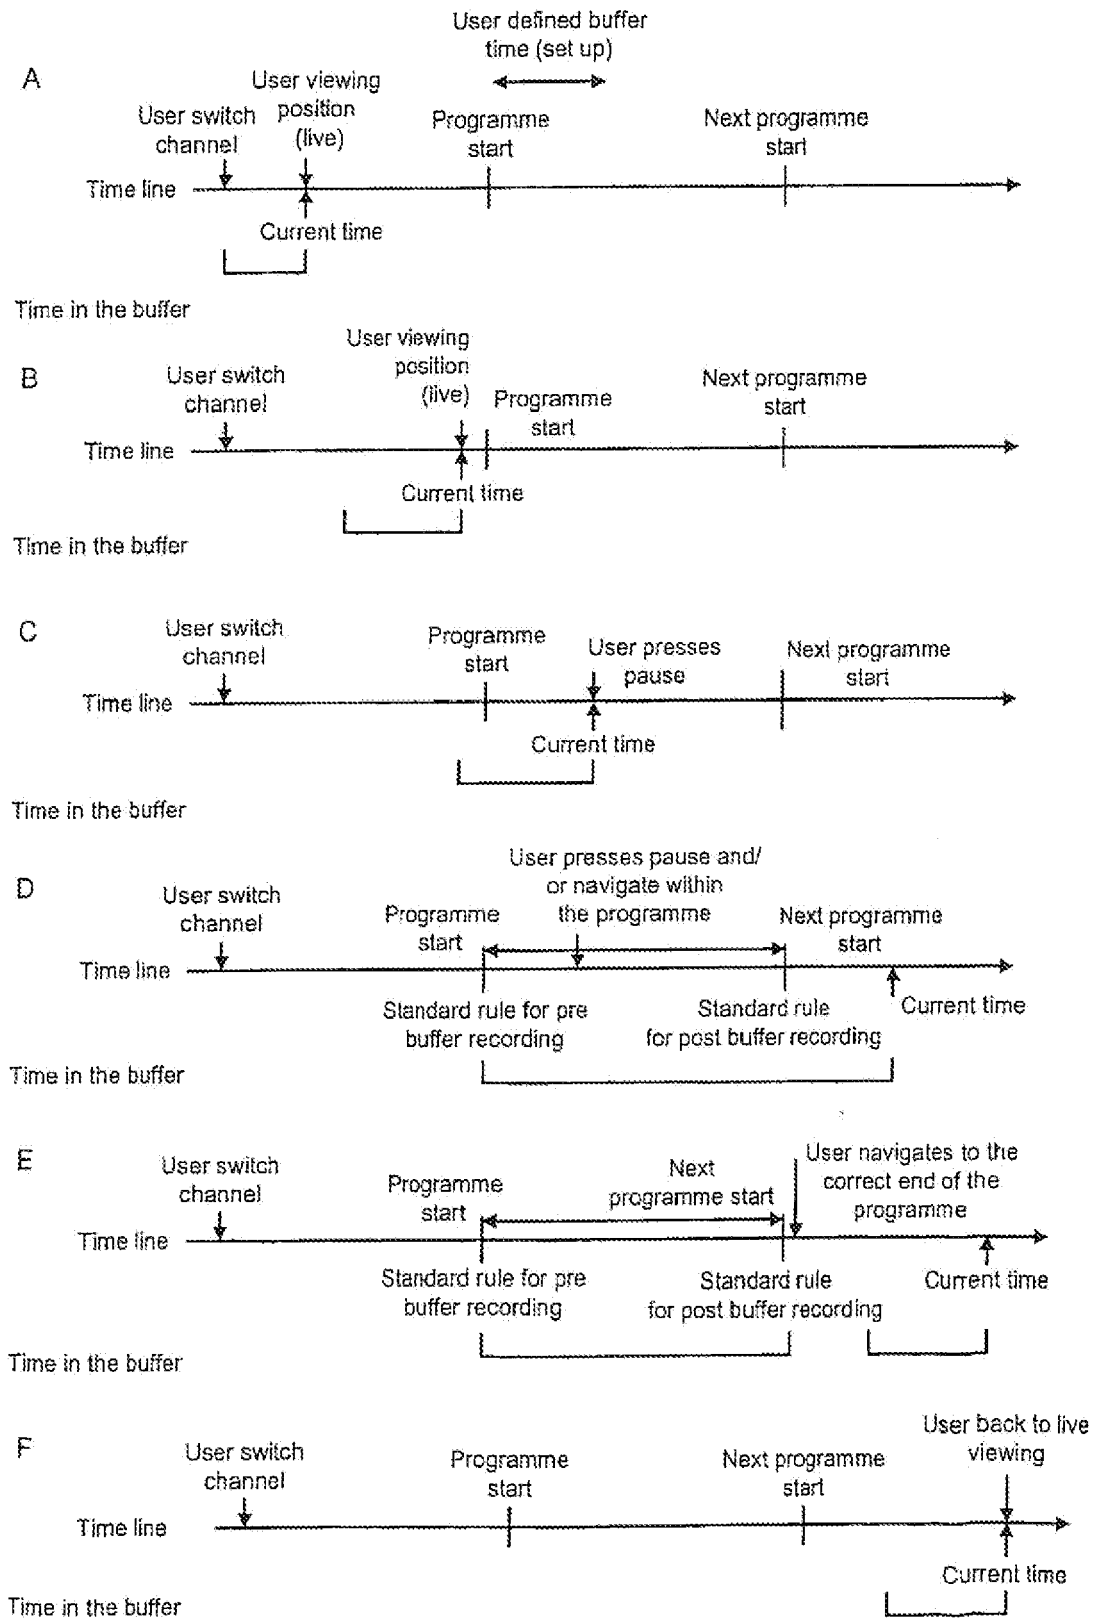 User defined buffer
time (set up)
A
User viewing
position
(live)
User switch
channel
Programme
start
Next programme
start
Time line
Current time
Time in the buffer
B
User viewing
position
(live)
User switch
channel
Programme
start
Next programme
start
Time line
Current time
Time in the buffer
C
User switch
channel
Programme
start
User presses
pause
Next programme
start
Time line
Current time
Time in the buffer
D
User presses pause and/
or navigate within
the programme
User switch
channel
Programme
start
Next programme
start
Time line
Standard rule for pre
buffer recording
Standard rule
for post buffer recording
Current time
Time in the buffer
E
User switch
channel
Programme
start
Next
programme start
User navigates to the
correct end of the
programme
Time line
Standard rule for pre
buffer recording
Standard rule
for post buffer recording
Current time
Time in the buffer
F
User switch
channel
Programme
start
Next programme
start
User back to live
viewing
Time line
Current time
Time in the buffer